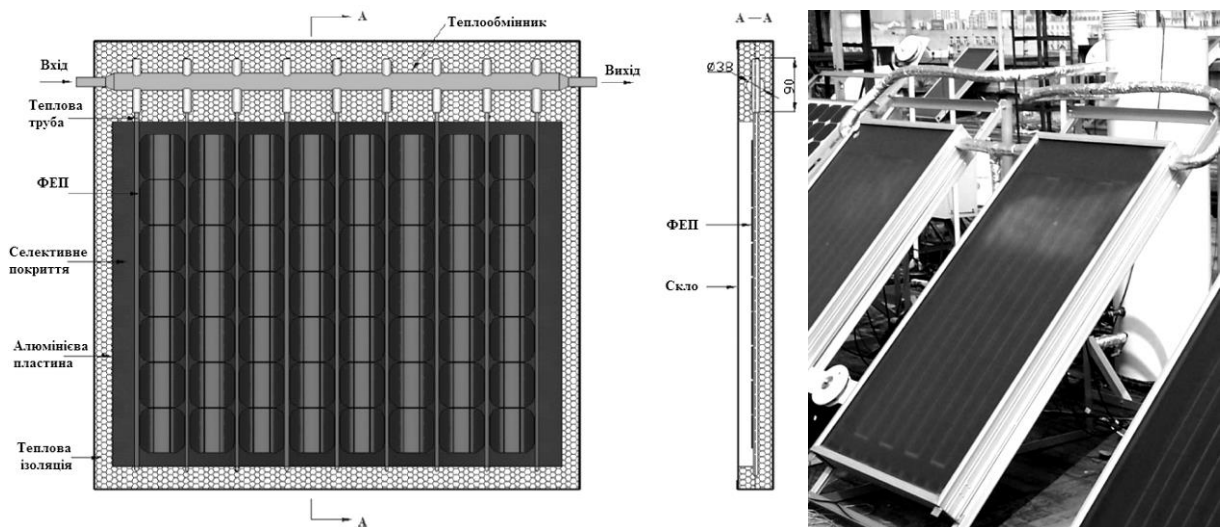 А
Теплообмінник
Вхід
Вихід
Теплова
труба
ФЕП
Селективне
покриття
Алюмінієва
пластина
Теплова
ізоляція
А
А — А
Ø38
90
ФЕП
Скло